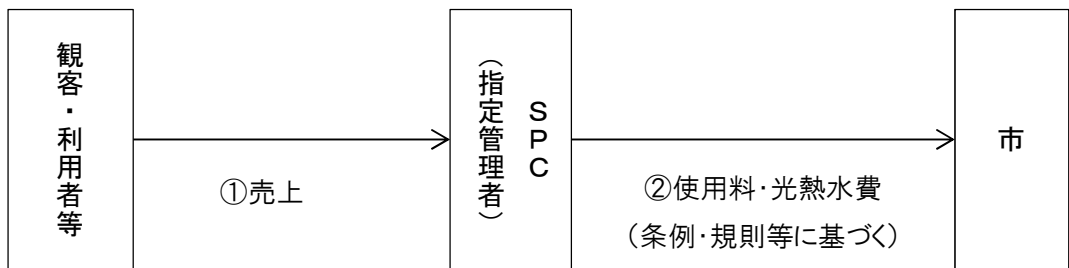 観客・利用者等
①売上
SPC
（指定管理者）
②使用料・光熱水費
（条例・規則等に基づく）
市